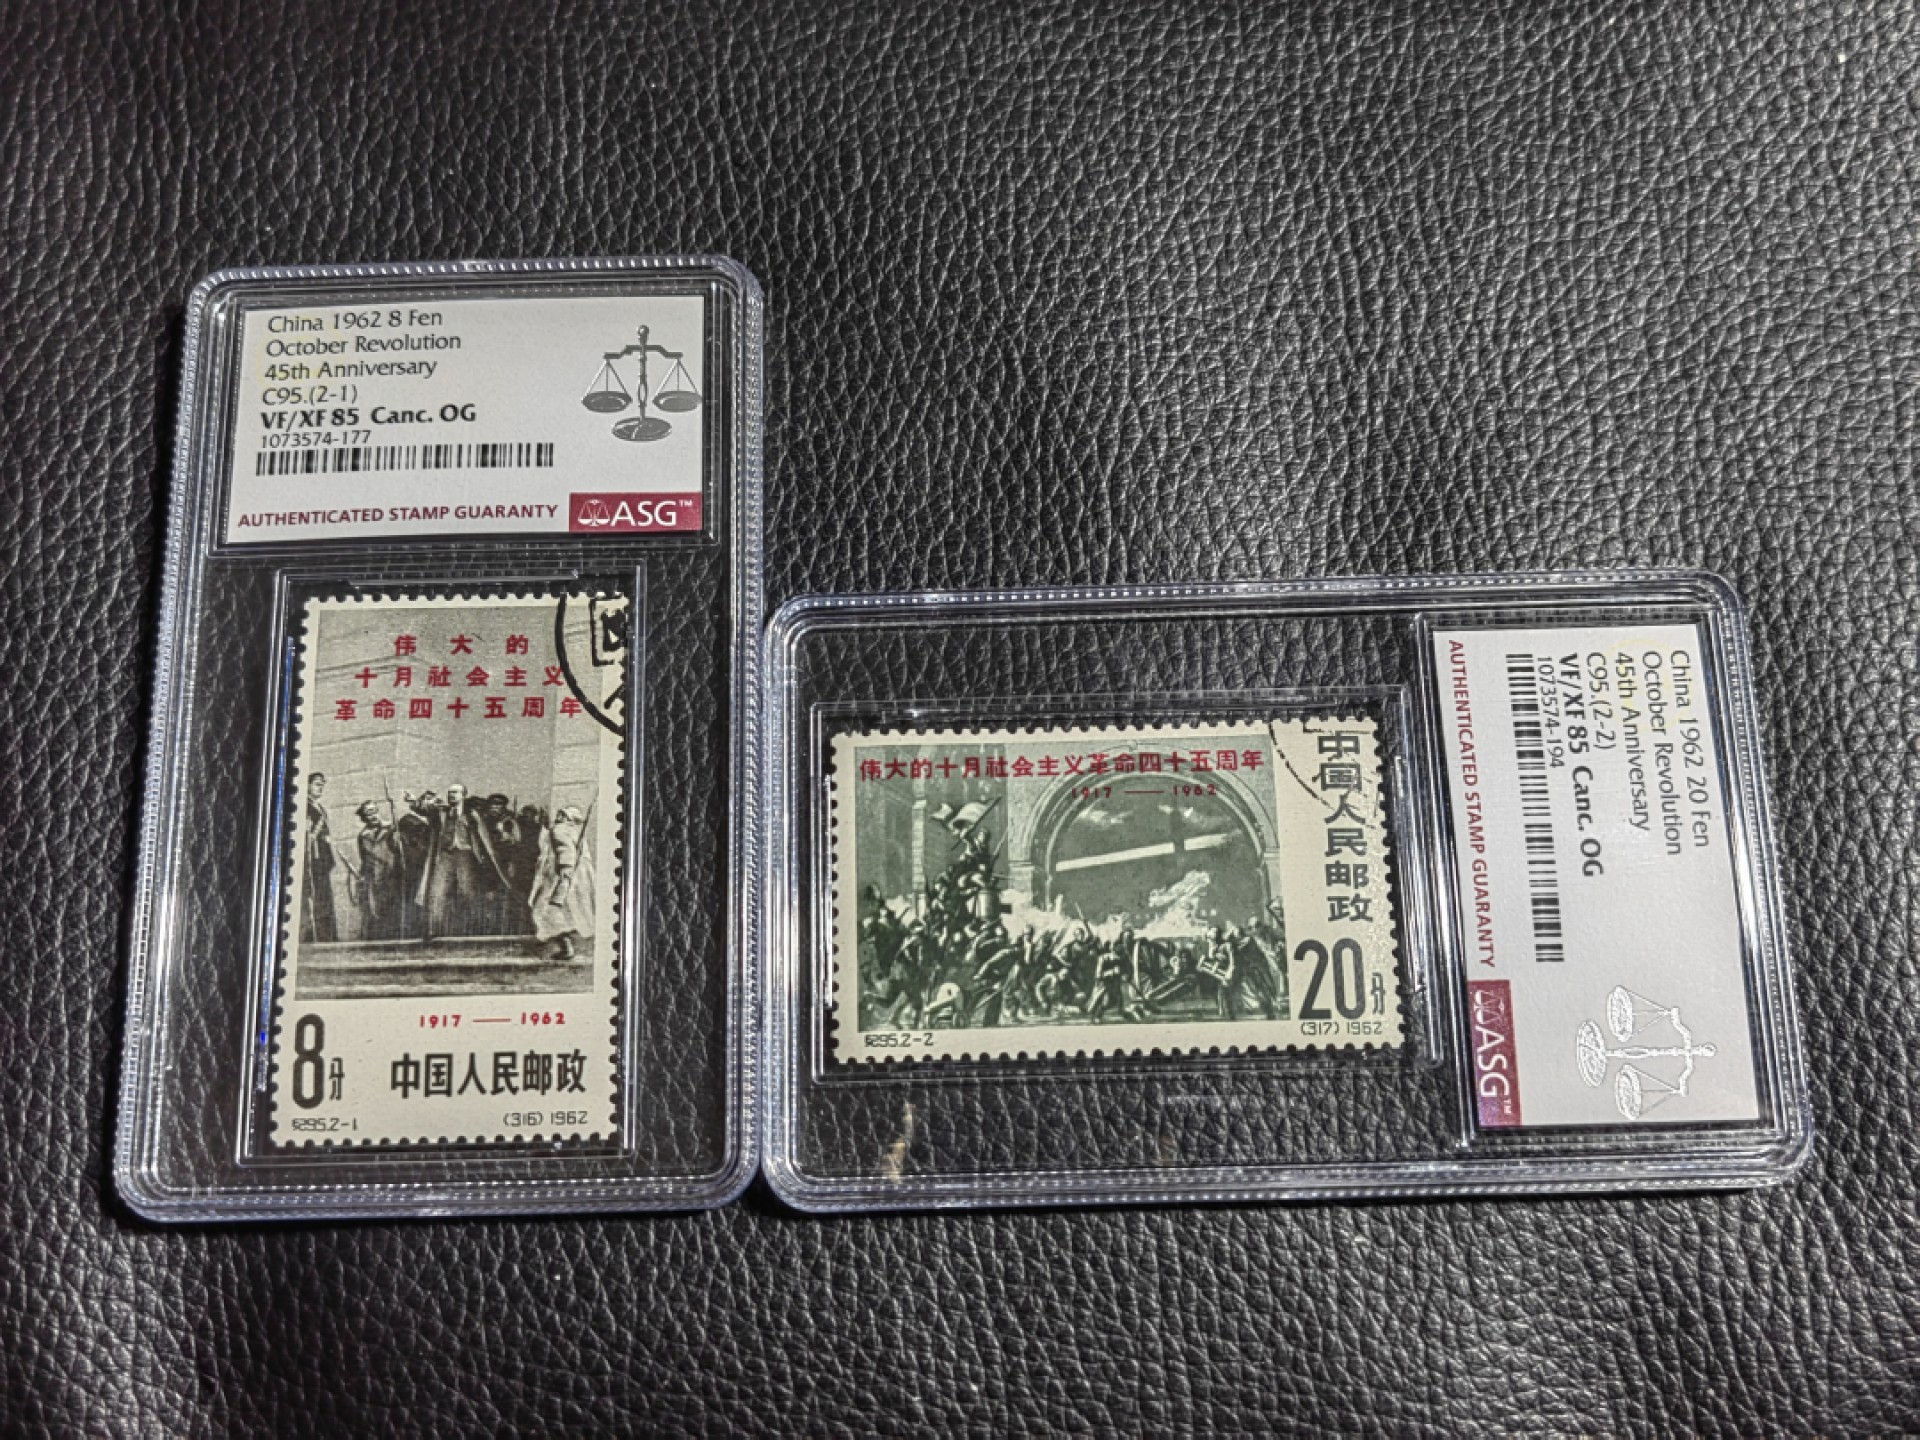 China 1962 8 Fen
October Revolution
45th Anniversary
C95.(2-1)
VF/XF 85 Canc. OG
1073574-177
AUTHENTICATED STAMP GUARANTY
ASG™
伟大的
十月社会主义
革命四十五周年
1917 — 1962
8分
中国人民邮政
纪95.2-1
(316) 1962
伟大的十月社会主义革命四十五周年
1917 — 1962
中国人民邮政
20分
纪95.2-2
(317) 1962
China 1962 20 Fen
October Revolution
45th Anniversary
C95.(2-2)
VF/XF 85 Canc. OG
1073574-194
AUTHENTICATED STAMP GUARANTY
ASG™